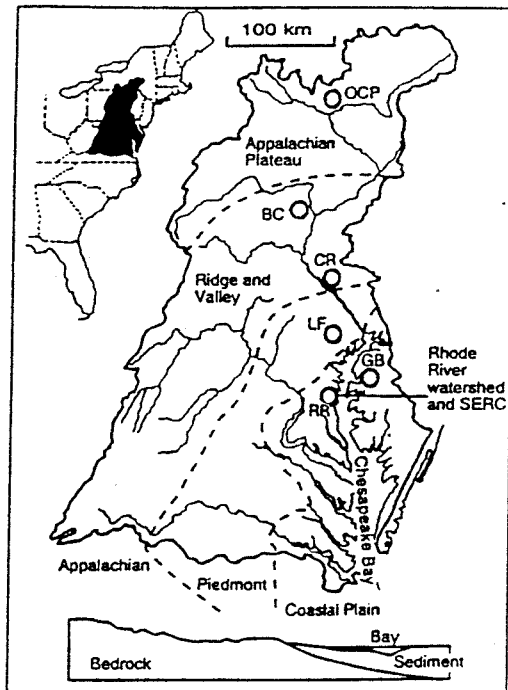 100 km
OCP
Appalachian
Plateau
BC
CR
Ridge and
Valley
LF
GB
Rhode
River
watershed
and SERC
RR
Chesapeake Bay
Appalachian
Piedmont
Coastal Plain
Bay
Bedrock
Sediment